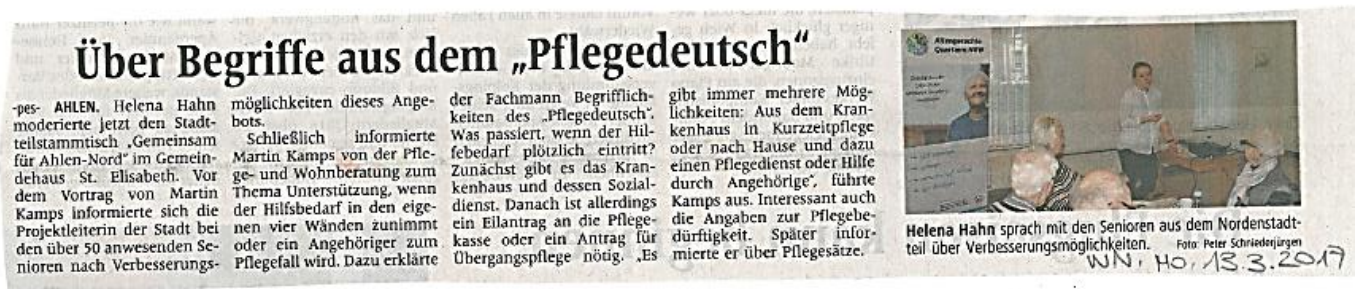 Über Begriffe aus dem „Pflegedeutsch“
-pes- AHLEN. Helena Hahn
moderierte jetzt den Stadt-
teilstammtisch „Gemeinsam
für Ahlen-Nord“ im Gemein-
dehaus St. Elisabeth. Vor
dem Vortrag von Martin
Kamps informierte sich die
Projektleiterin der Stadt bei
den über 50 anwesenden Se-
nioren nach Verbesserungs-
möglichkeiten dieses Ange-
bots.
Schließlich informierte
Martin Kamps von der Pfle-
ge- und Wohnberatung zum
Thema Unterstützung, wenn
der Hilfsbedarf in den eige-
nen vier Wänden zunimmt
oder ein Angehöriger zum
Pflegefall wird. Dazu erklärte
der Fachmann Begrifflich-
keiten des „Pflegedeutsch“.
Was passiert, wenn der Hil-
febedarf plötzlich eintritt?
Zunächst gibt es das Kran-
kenhaus und dessen Sozial-
dienst. Danach ist allerdings
ein Eilantrag an die Pflege-
kasse oder ein Antrag für
Übergangspflege nötig. „Es
gibt immer mehrere Mög-
lichkeiten: Aus dem Kran-
kenhaus in Kurzzeitpflege
oder nach Hause und dazu
einen Pflegedienst oder Hilfe
durch Angehörige“, führte
Kamps aus. Interessant auch
die Angaben zur Pflegebe-
dürftigkeit. Später infor-
mierte er über Pflegesätze.
Altengerechte
Quartiere.NRW
Helena Hahn sprach mit den Senioren aus dem Nordenstadt-
teil über Verbesserungsmöglichkeiten. Foto: Peter Schniederjürgen
WN, Mo, 13.3.2017